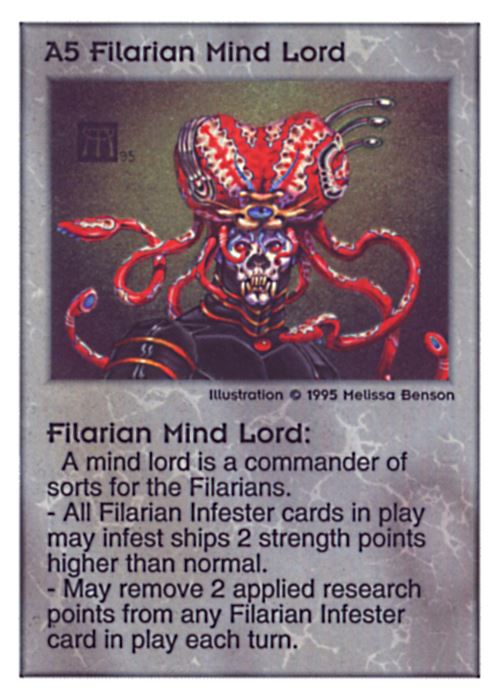 A5 Filarian Mind Lord
95
Illustration © 1995 Melissa Benson
Filarian Mind Lord:
A mind lord is a commander of
sorts for the Filarians.
- All Filarian Infester cards in play
may infest ships 2 strength points
higher than normal.
- May remove 2 applied research
points from any Filarian Infester
card in play each turn.